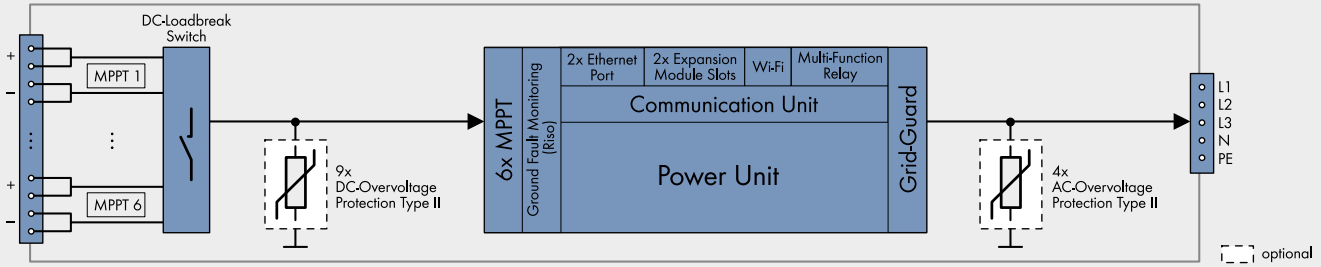 DC-Loadbreak
Switch
+
MPPT 1
−
...
...
+
MPPT 6
−
9x
DC-Overvoltage
Protection Type II
6x MPPT
Ground Fault Monitoring
(Riso)
2x Ethernet
Port
2x Expansion
Module Slots
Wi-Fi
Multi-Function
Relay
Communication Unit
Power Unit
Grid-Guard
4x
AC-Overvoltage
Protection Type II
L1
L2
L3
N
PE
optional